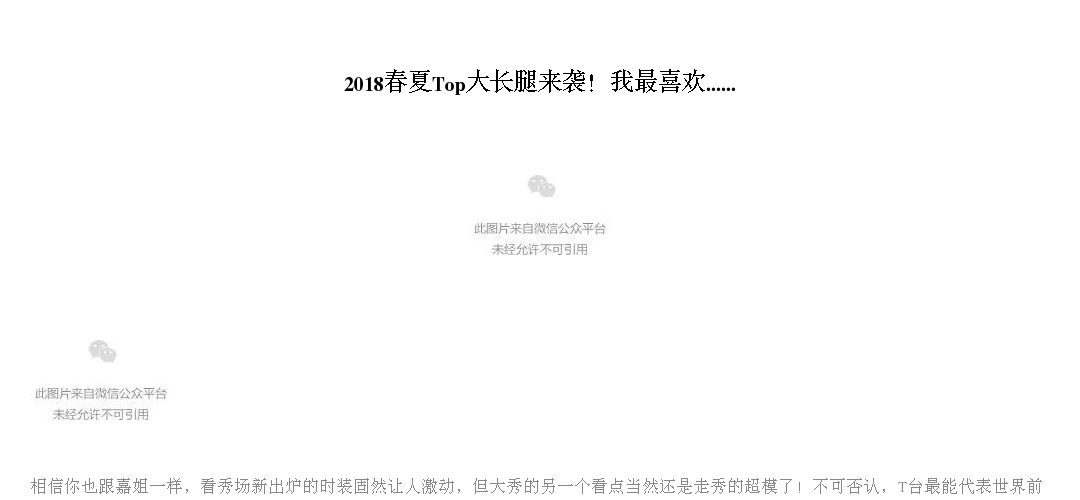 2018春夏Top大长腿来袭！我最喜欢......
此图片来自微信公众平台
未经允许不可引用
此图片来自微信公众平台
未经允许不可引用
相信你也跟嘉姐一样，看秀场新出炉的时装固然让人激动，但大秀的另一个看点当然还是走秀的超模了！不可否认，T台最能代表世界前